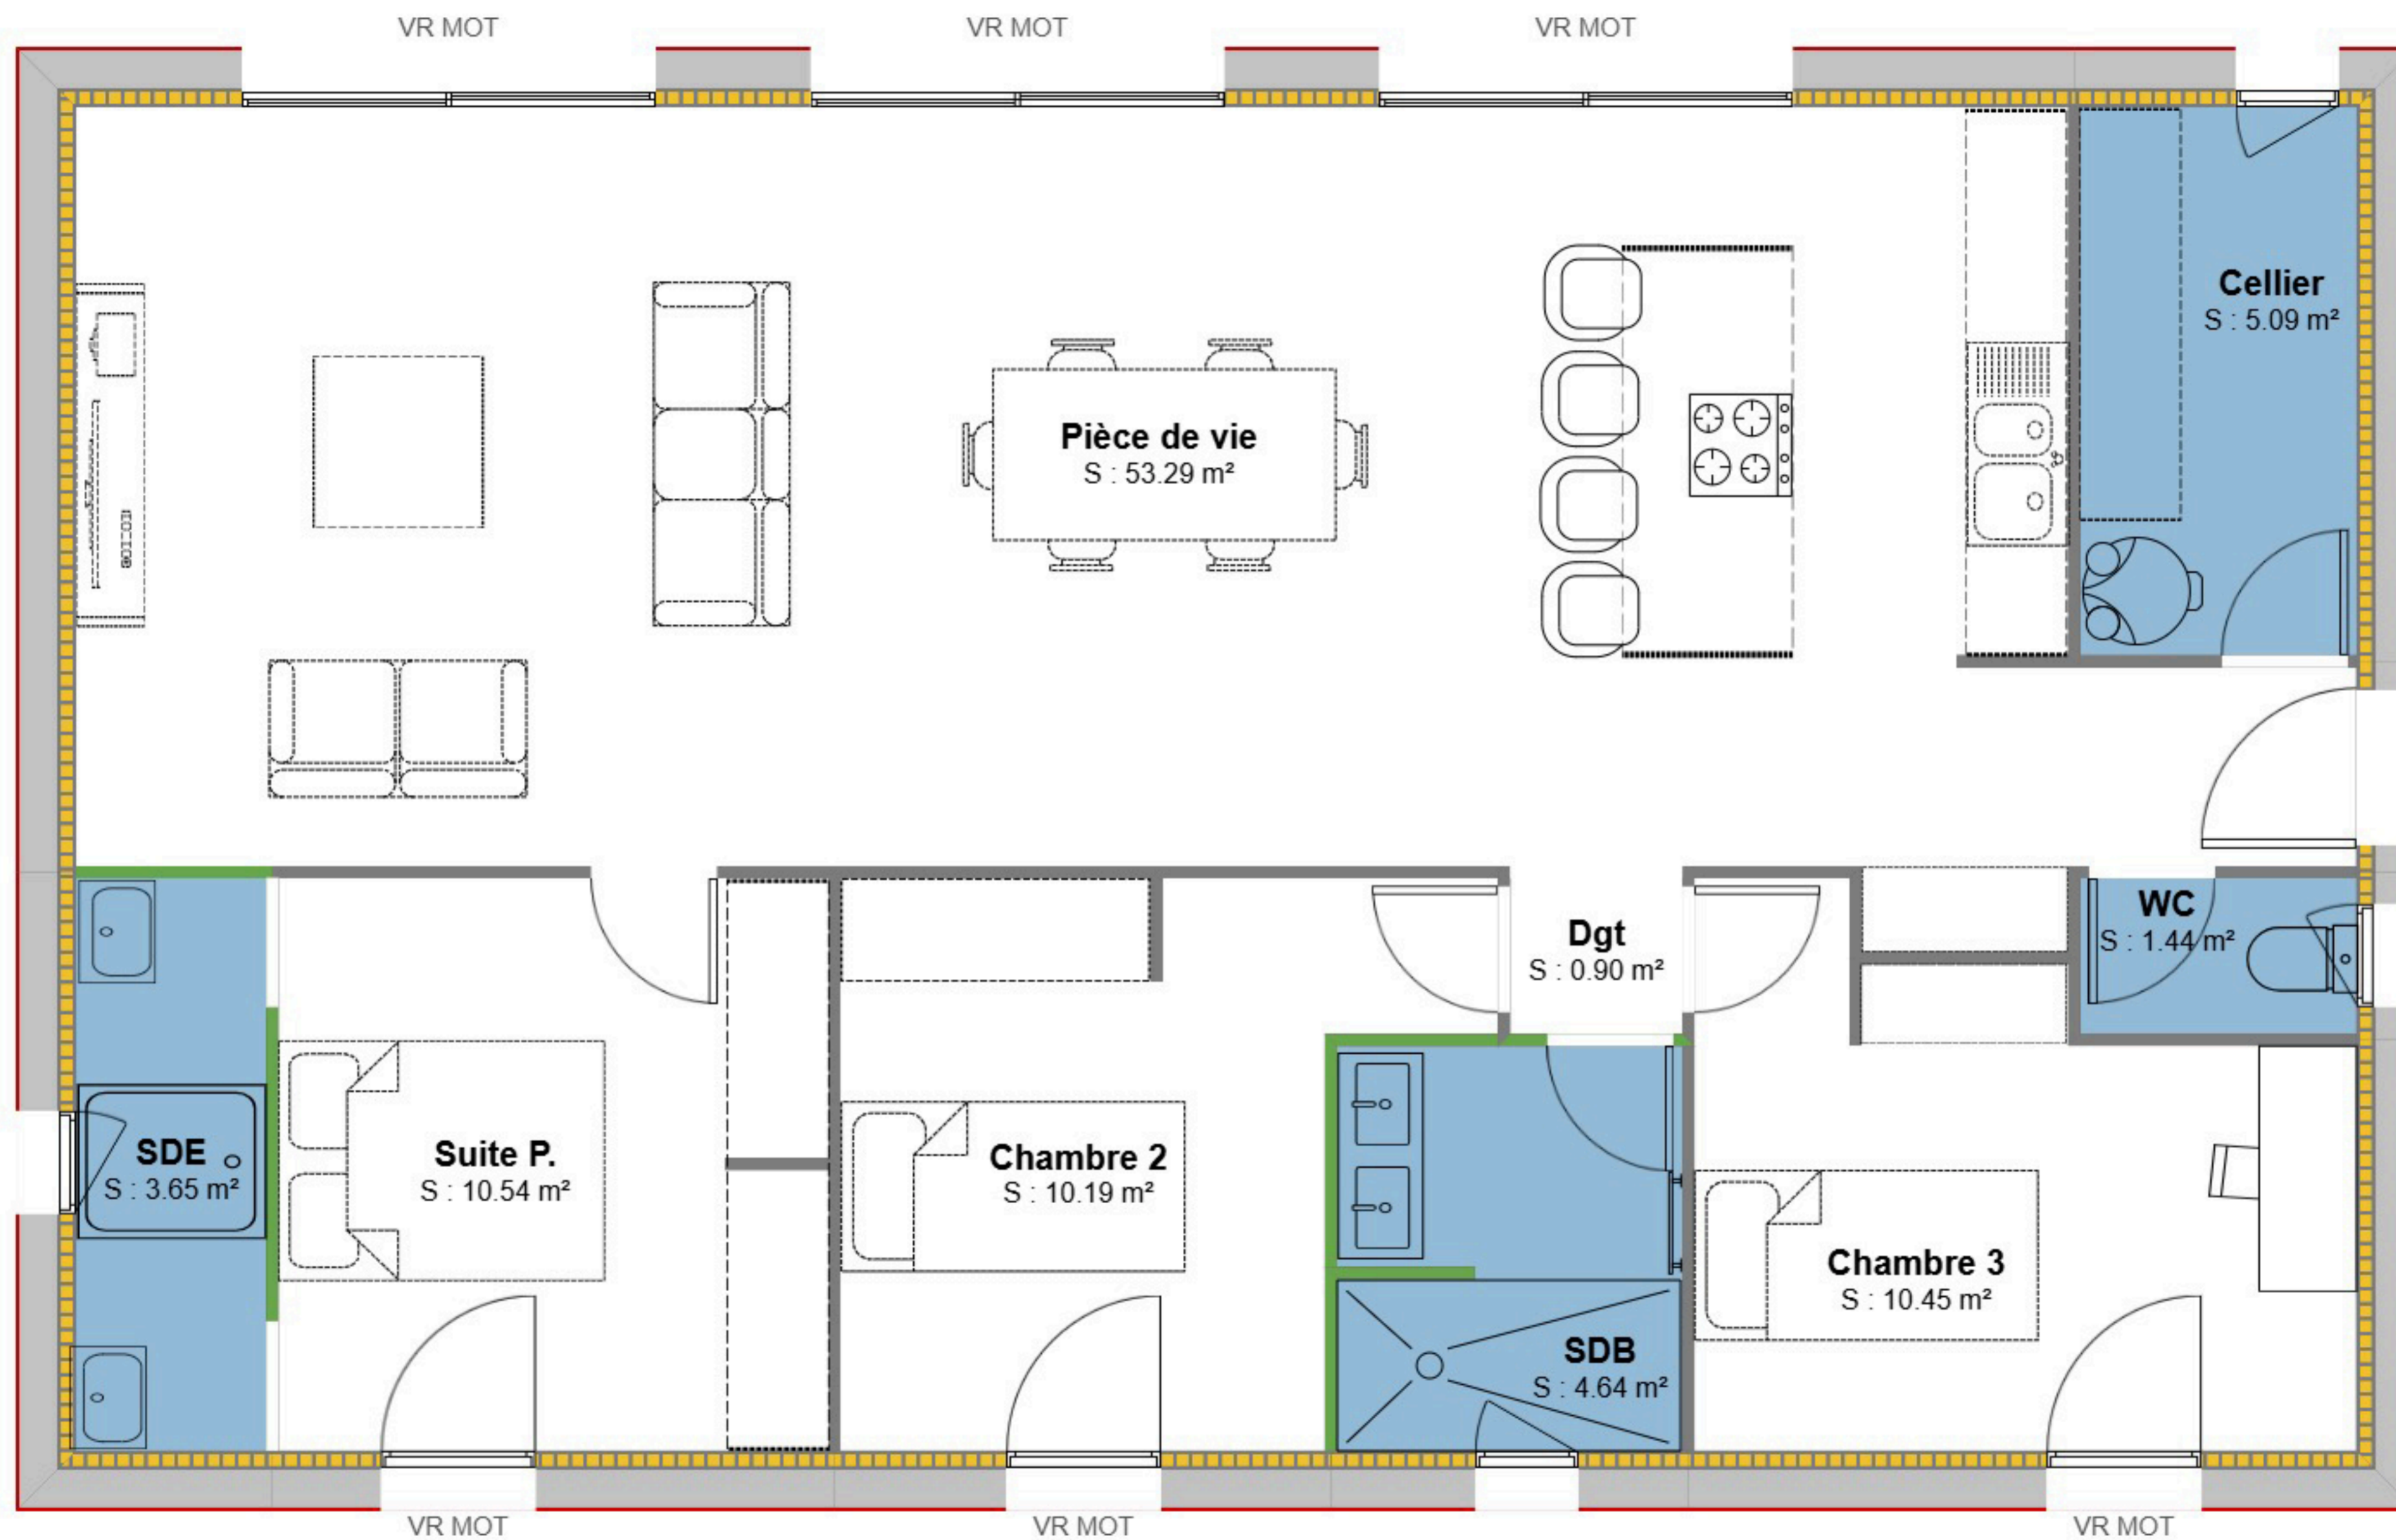 VR MOT
VR MOT
VR MOT
Cellier
S : 5.09 m²
Pièce de vie
S : 53.29 m²
WC
S : 1.44 m²
Dgt
S : 0.90 m²
SDE
S : 3.65 m²
Suite P.
S : 10.54 m²
Chambre 2
S : 10.19 m²
Chambre 3
S : 10.45 m²
SDB
S : 4.64 m²
VR MOT
VR MOT
VR MOT